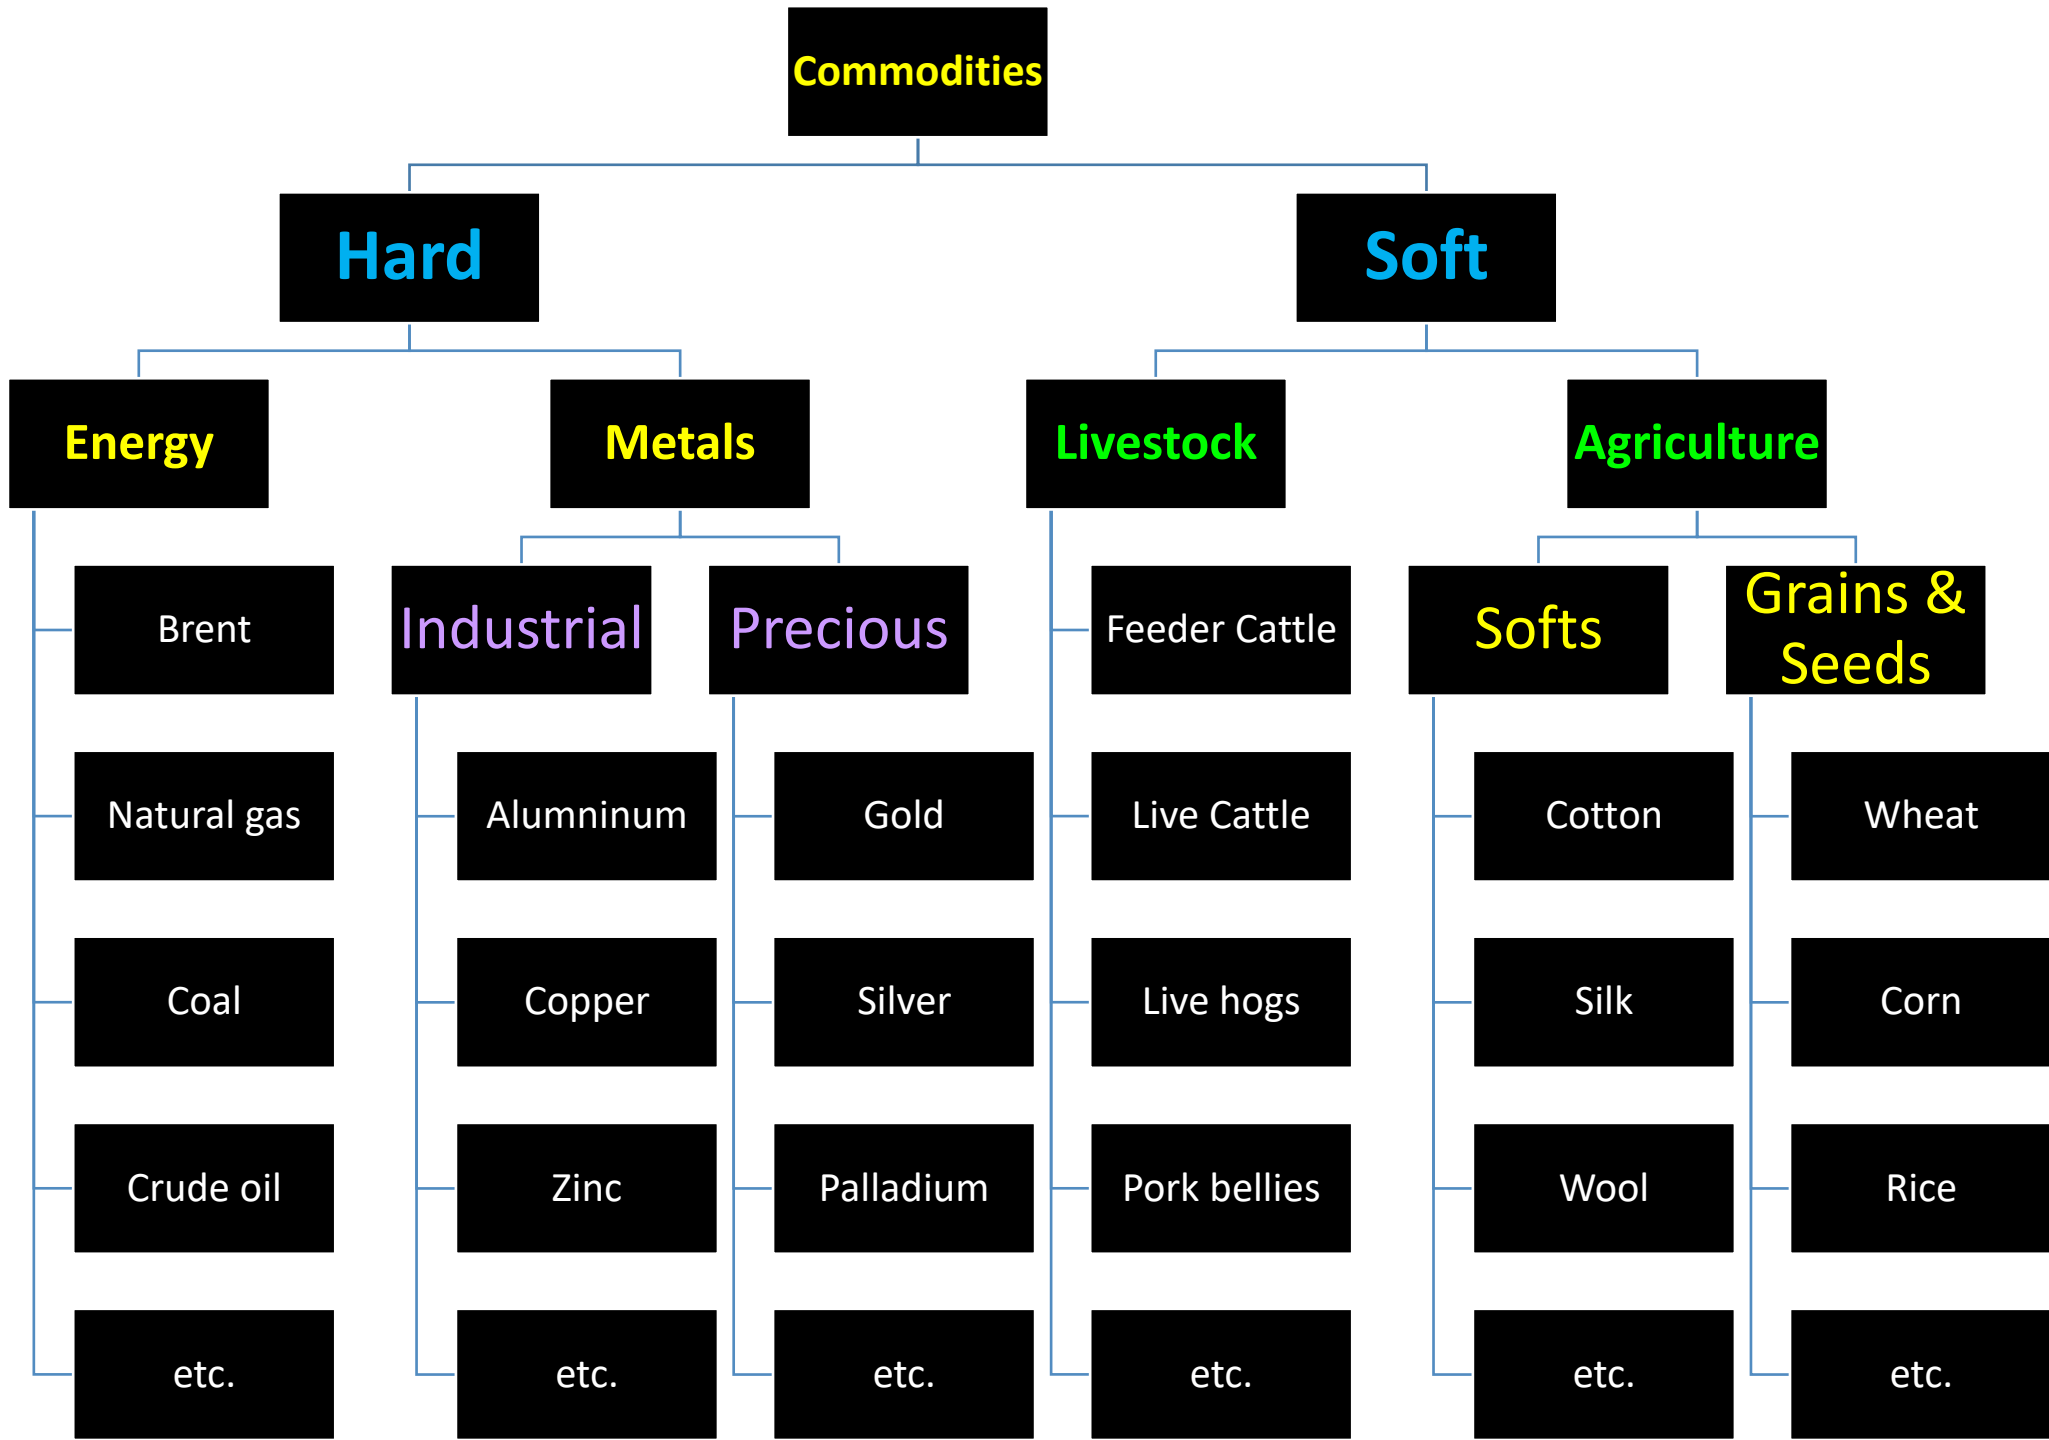 Commodities
Hard
Soft
Energy
Metals
Livestock
Agriculture
Brent
Industrial
Precious
Feeder Cattle
Softs
Grains &
Seeds
Natural gas
Alumninum
Gold
Live Cattle
Cotton
Wheat
Coal
Copper
Silver
Live hogs
Silk
Corn
Crude oil
Zinc
Palladium
Pork bellies
Wool
Rice
etc.
etc.
etc.
etc.
etc.
etc.